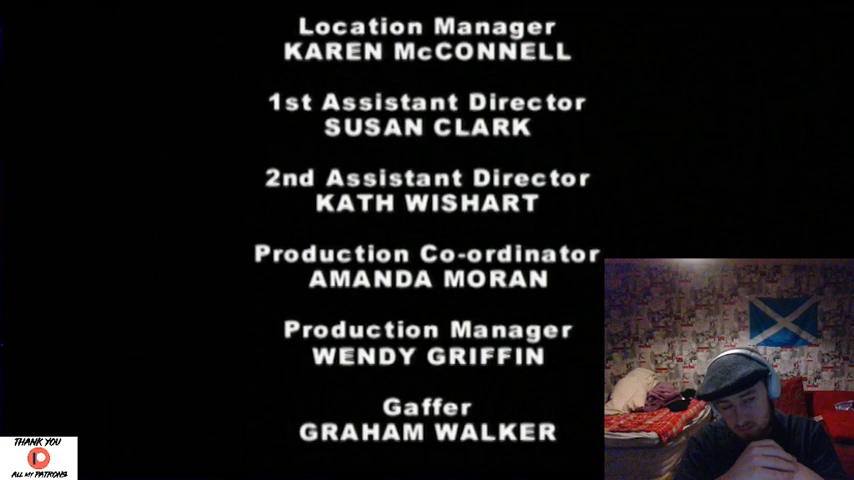 Location Manager
KAREN McCONNELL
1st Assistant Director
SUSAN CLARK
2nd Assistant Director
KATH WISHART
Production Co-ordinator
AMANDA MORAN
Production Manager
WENDY GRIFFIN
Gaffer
GRAHAM WALKER
THANK YOU
ALL MY PATRONS